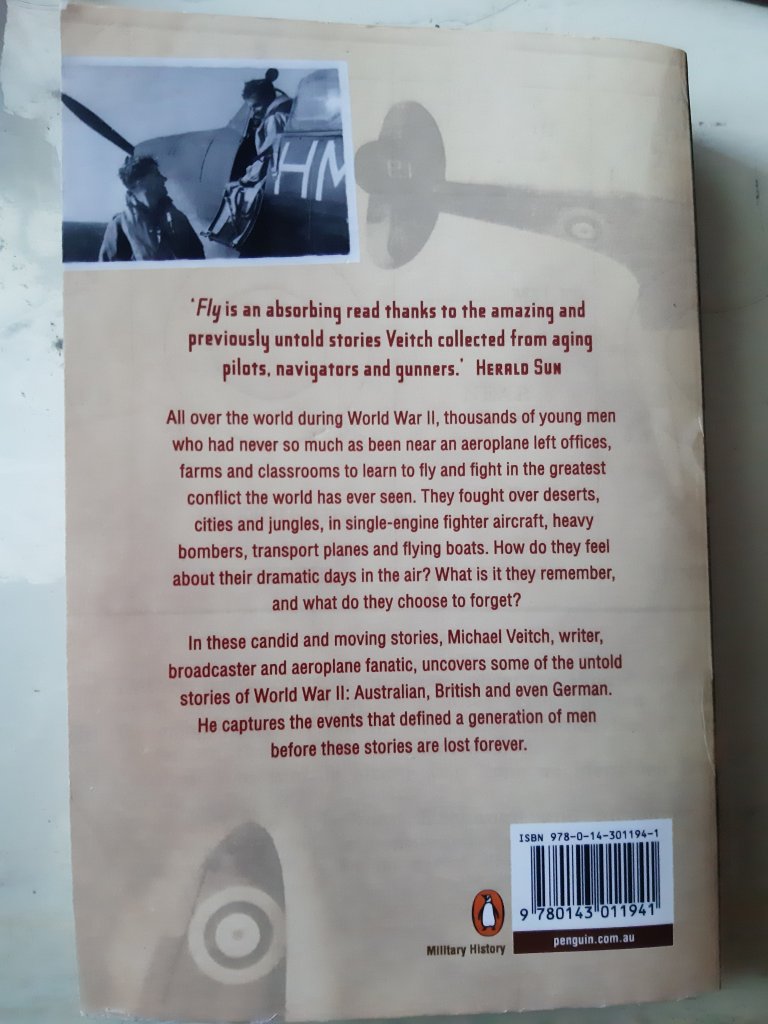 HM
'Fly is an absorbing read thanks to the amazing and
previously untold stories Veitch collected from aging
pilots, navigators and gunners.' HERALD SUN
All over the world during World War II, thousands of young men
who had never so much as been near an aeroplane left offices,
farms and classrooms to learn to fly and fight in the greatest
conflict the world has ever seen. They fought over deserts,
cities and jungles, in single-engine fighter aircraft, heavy
bombers, transport planes and flying boats. How do they feel
about their dramatic days in the air? What is it they remember,
and what do they choose to forget?
In these candid and moving stories, Michael Veitch, writer,
broadcaster and aeroplane fanatic, uncovers some of the untold
stories of World War II: Australian, British and even German.
He captures the events that defined a generation of men
before these stories are lost forever.
ISBN 978-0-14-301194-1
9 780143 011941
penguin.com.au
Military History